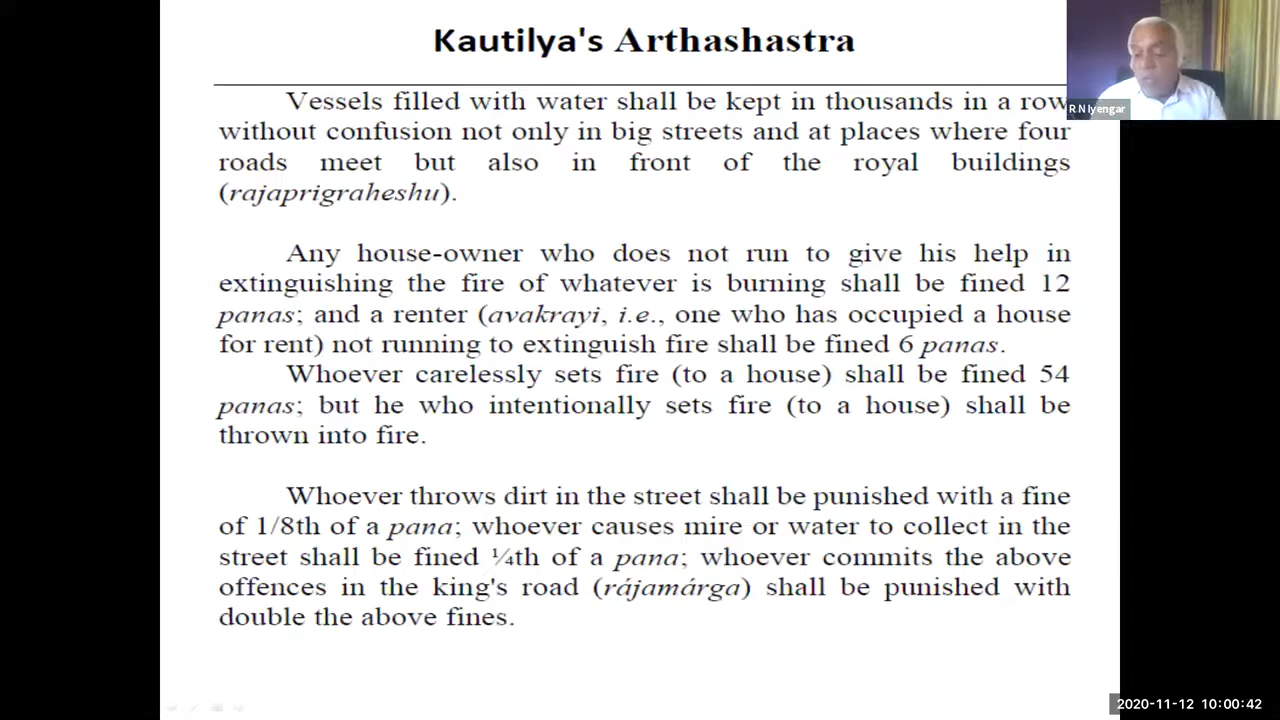 Kautilya's Arthashastra
R N Iyengar
Vessels filled with water shall be kept in thousands in a row
without confusion not only in big streets and at places where four
roads meet but also in front of the royal buildings
(rajaprigraheshu).
Any house-owner who does not run to give his help in
extinguishing the fire of whatever is burning shall be fined 12
panas; and a renter (avakrayi, i.e., one who has occupied a house
for rent) not running to extinguish fire shall be fined 6 panas.
Whoever carelessly sets fire (to a house) shall be fined 54
panas; but he who intentionally sets fire (to a house) shall be
thrown into fire.
Whoever throws dirt in the street shall be punished with a fine
of 1/8th of a pana; whoever causes mire or water to collect in the
street shall be fined ¼th of a pana; whoever commits the above
offences in the king's road (rájamárga) shall be punished with
double the above fines.
2020-11-12 10:00:42